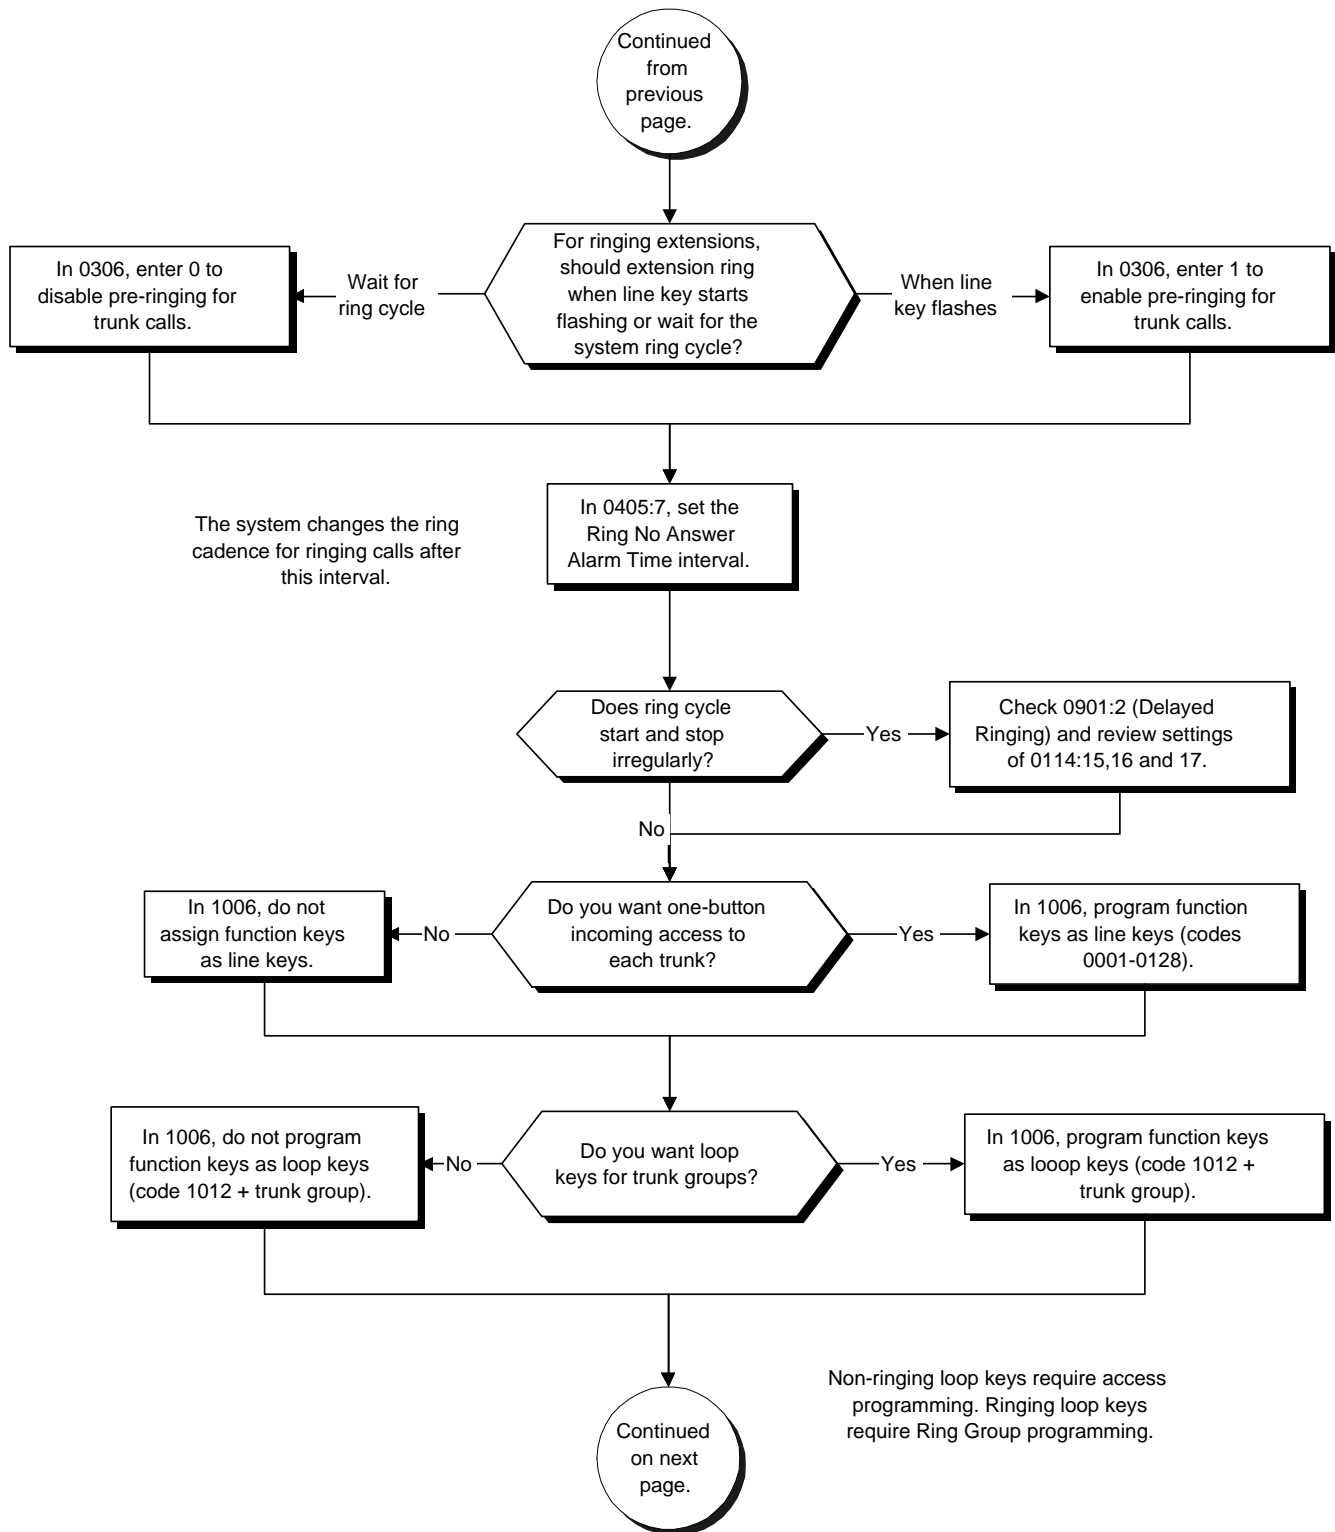 Continued
from
previous
page.
For ringing extensions,
should extension ring
when line key starts
flashing or wait for the
system ring cycle?
Wait for
ring cycle
In 0306, enter 0 to
disable pre-ringing for
trunk calls.
When line
key flashes
In 0306, enter 1 to
enable pre-ringing for
trunk calls.
In 0405:7, set the
Ring No Answer
Alarm Time interval.
The system changes the ring
cadence for ringing calls after
this interval.
Does ring cycle
start and stop
irregularly?
Yes
Check 0901:2 (Delayed
Ringing) and review settings
of 0114:15,16 and 17.
No
Do you want one-button
incoming access to
each trunk?
No
In 1006, do not
assign function keys
as line keys.
Yes
In 1006, program function
keys as line keys (codes
0001-0128).
Do you want loop
keys for trunk groups?
No
In 1006, do not program
function keys as loop keys
(code 1012 + trunk group).
Yes
In 1006, program function keys
as looop keys (code 1012 +
trunk group).
Non-ringing loop keys require access
programming. Ringing loop keys
require Ring Group programming.
Continued
on next
page.